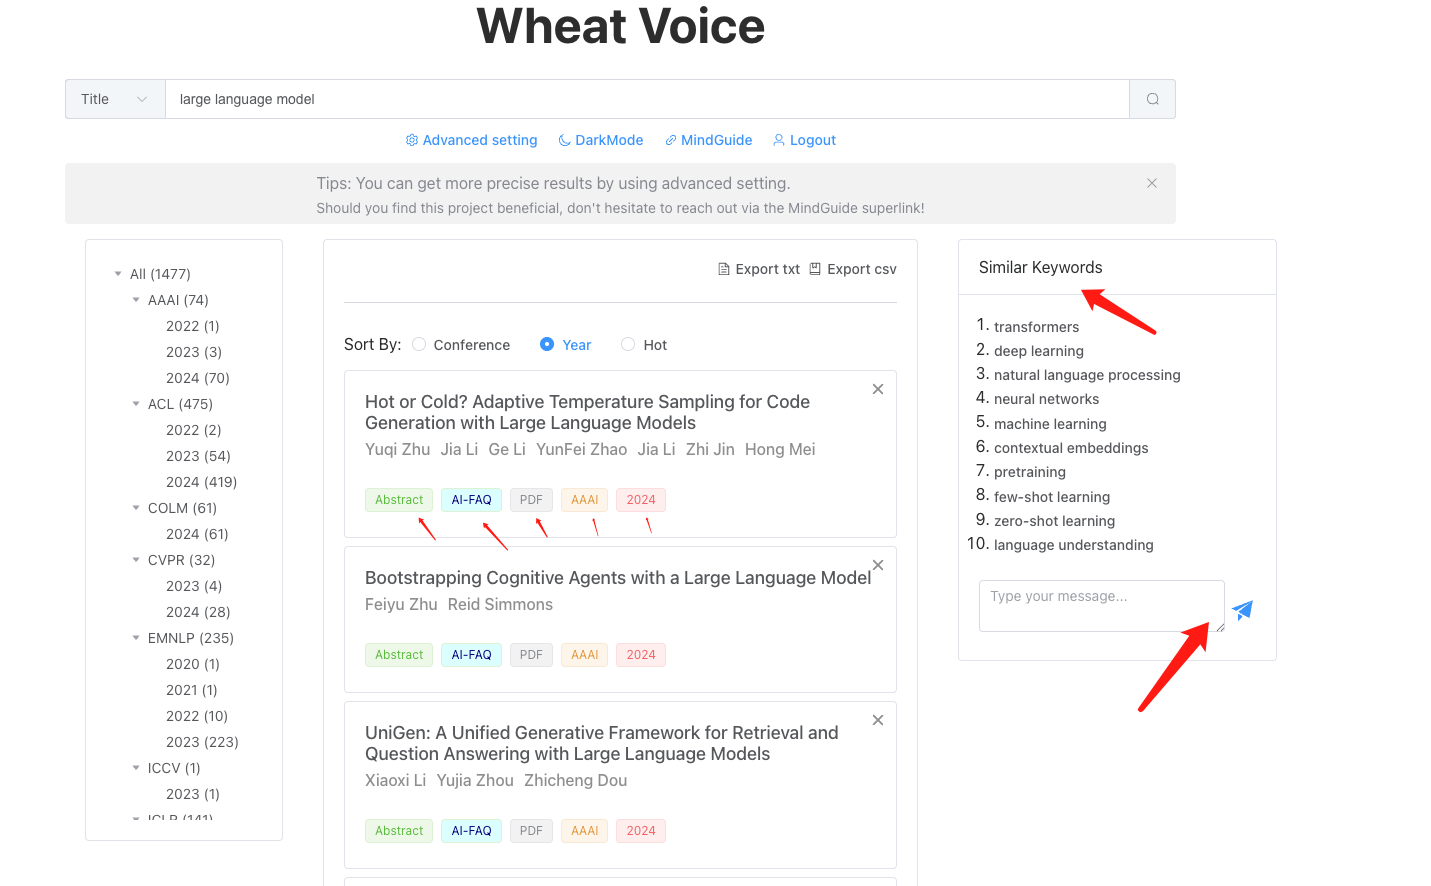 Wheat Voice
Title
large language model
Advanced setting
DarkMode
MindGuide
Logout
Tips: You can get more precise results by using advanced setting.
Should you find this project beneficial, don't hesitate to reach out via the MindGuide superlink!
All (1477)
AAAI (74)
2022 (1)
2023 (3)
2024 (70)
ACL (475)
2022 (2)
2023 (54)
2024 (419)
COLM (61)
2024 (61)
CVPR (32)
2023 (4)
2024 (28)
EMNLP (235)
2020 (1)
2021 (1)
2022 (10)
2023 (223)
ICCV (1)
2023 (1)
ICLR (141)
Export txt
Export csv
Sort By:
Conference
Year
Hot
Hot or Cold? Adaptive Temperature Sampling for Code
Generation with Large Language Models
Yuqi Zhu Jia Li Ge Li YunFei Zhao Jia Li Zhi Jin Hong Mei
Abstract
AI-FAQ
PDF
AAAI
2024
Bootstrapping Cognitive Agents with a Large Language Model
Feiyu Zhu Reid Simmons
Abstract
AI-FAQ
PDF
AAAI
2024
UniGen: A Unified Generative Framework for Retrieval and
Question Answering with Large Language Models
Xiaoxi Li Yujia Zhou Zhicheng Dou
Abstract
AI-FAQ
PDF
AAAI
2024
Similar Keywords
1. transformers
2. deep learning
3. natural language processing
4. neural networks
5. machine learning
6. contextual embeddings
7. pretraining
8. few-shot learning
9. zero-shot learning
10. language understanding
Type your message...